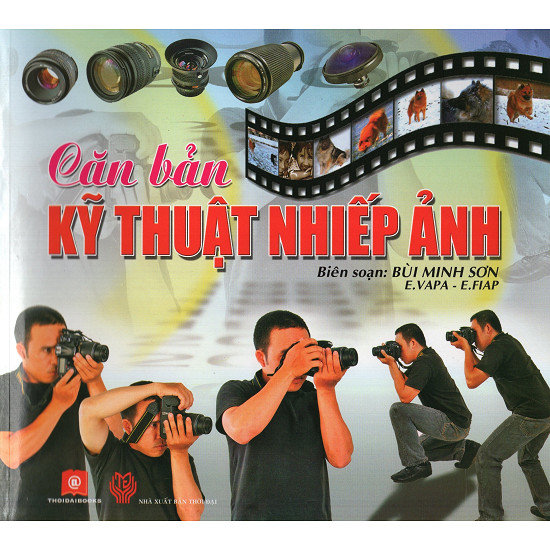 Căn bản
KỸ THUẬT NHIẾP ẢNH
Biên soạn: BÙI MINH SƠN
E.VAPA - E.FIAP
@
THOIDAIBOOKS
NHÀ XUẤT BẢN THỜI ĐẠI